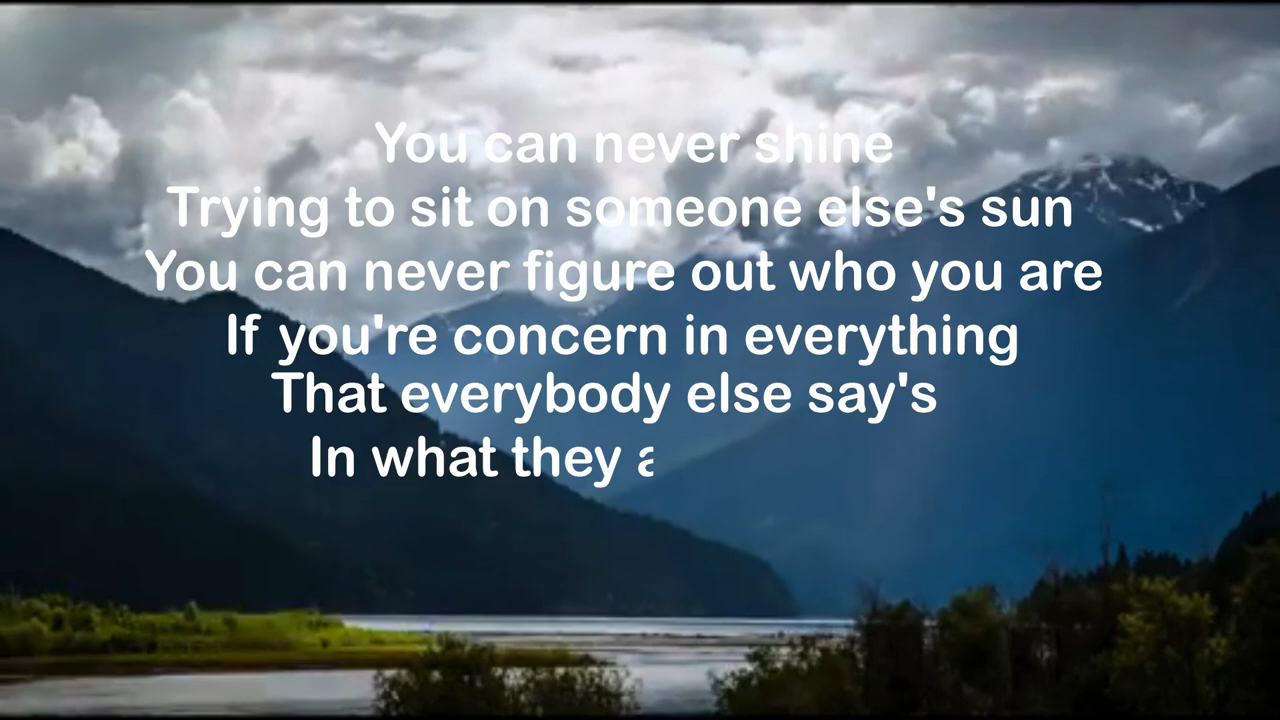 You can never shine
Trying to sit on someone else's sun
You can never figure out who you are
If you're concern in everything
That everybody else say's
In what they